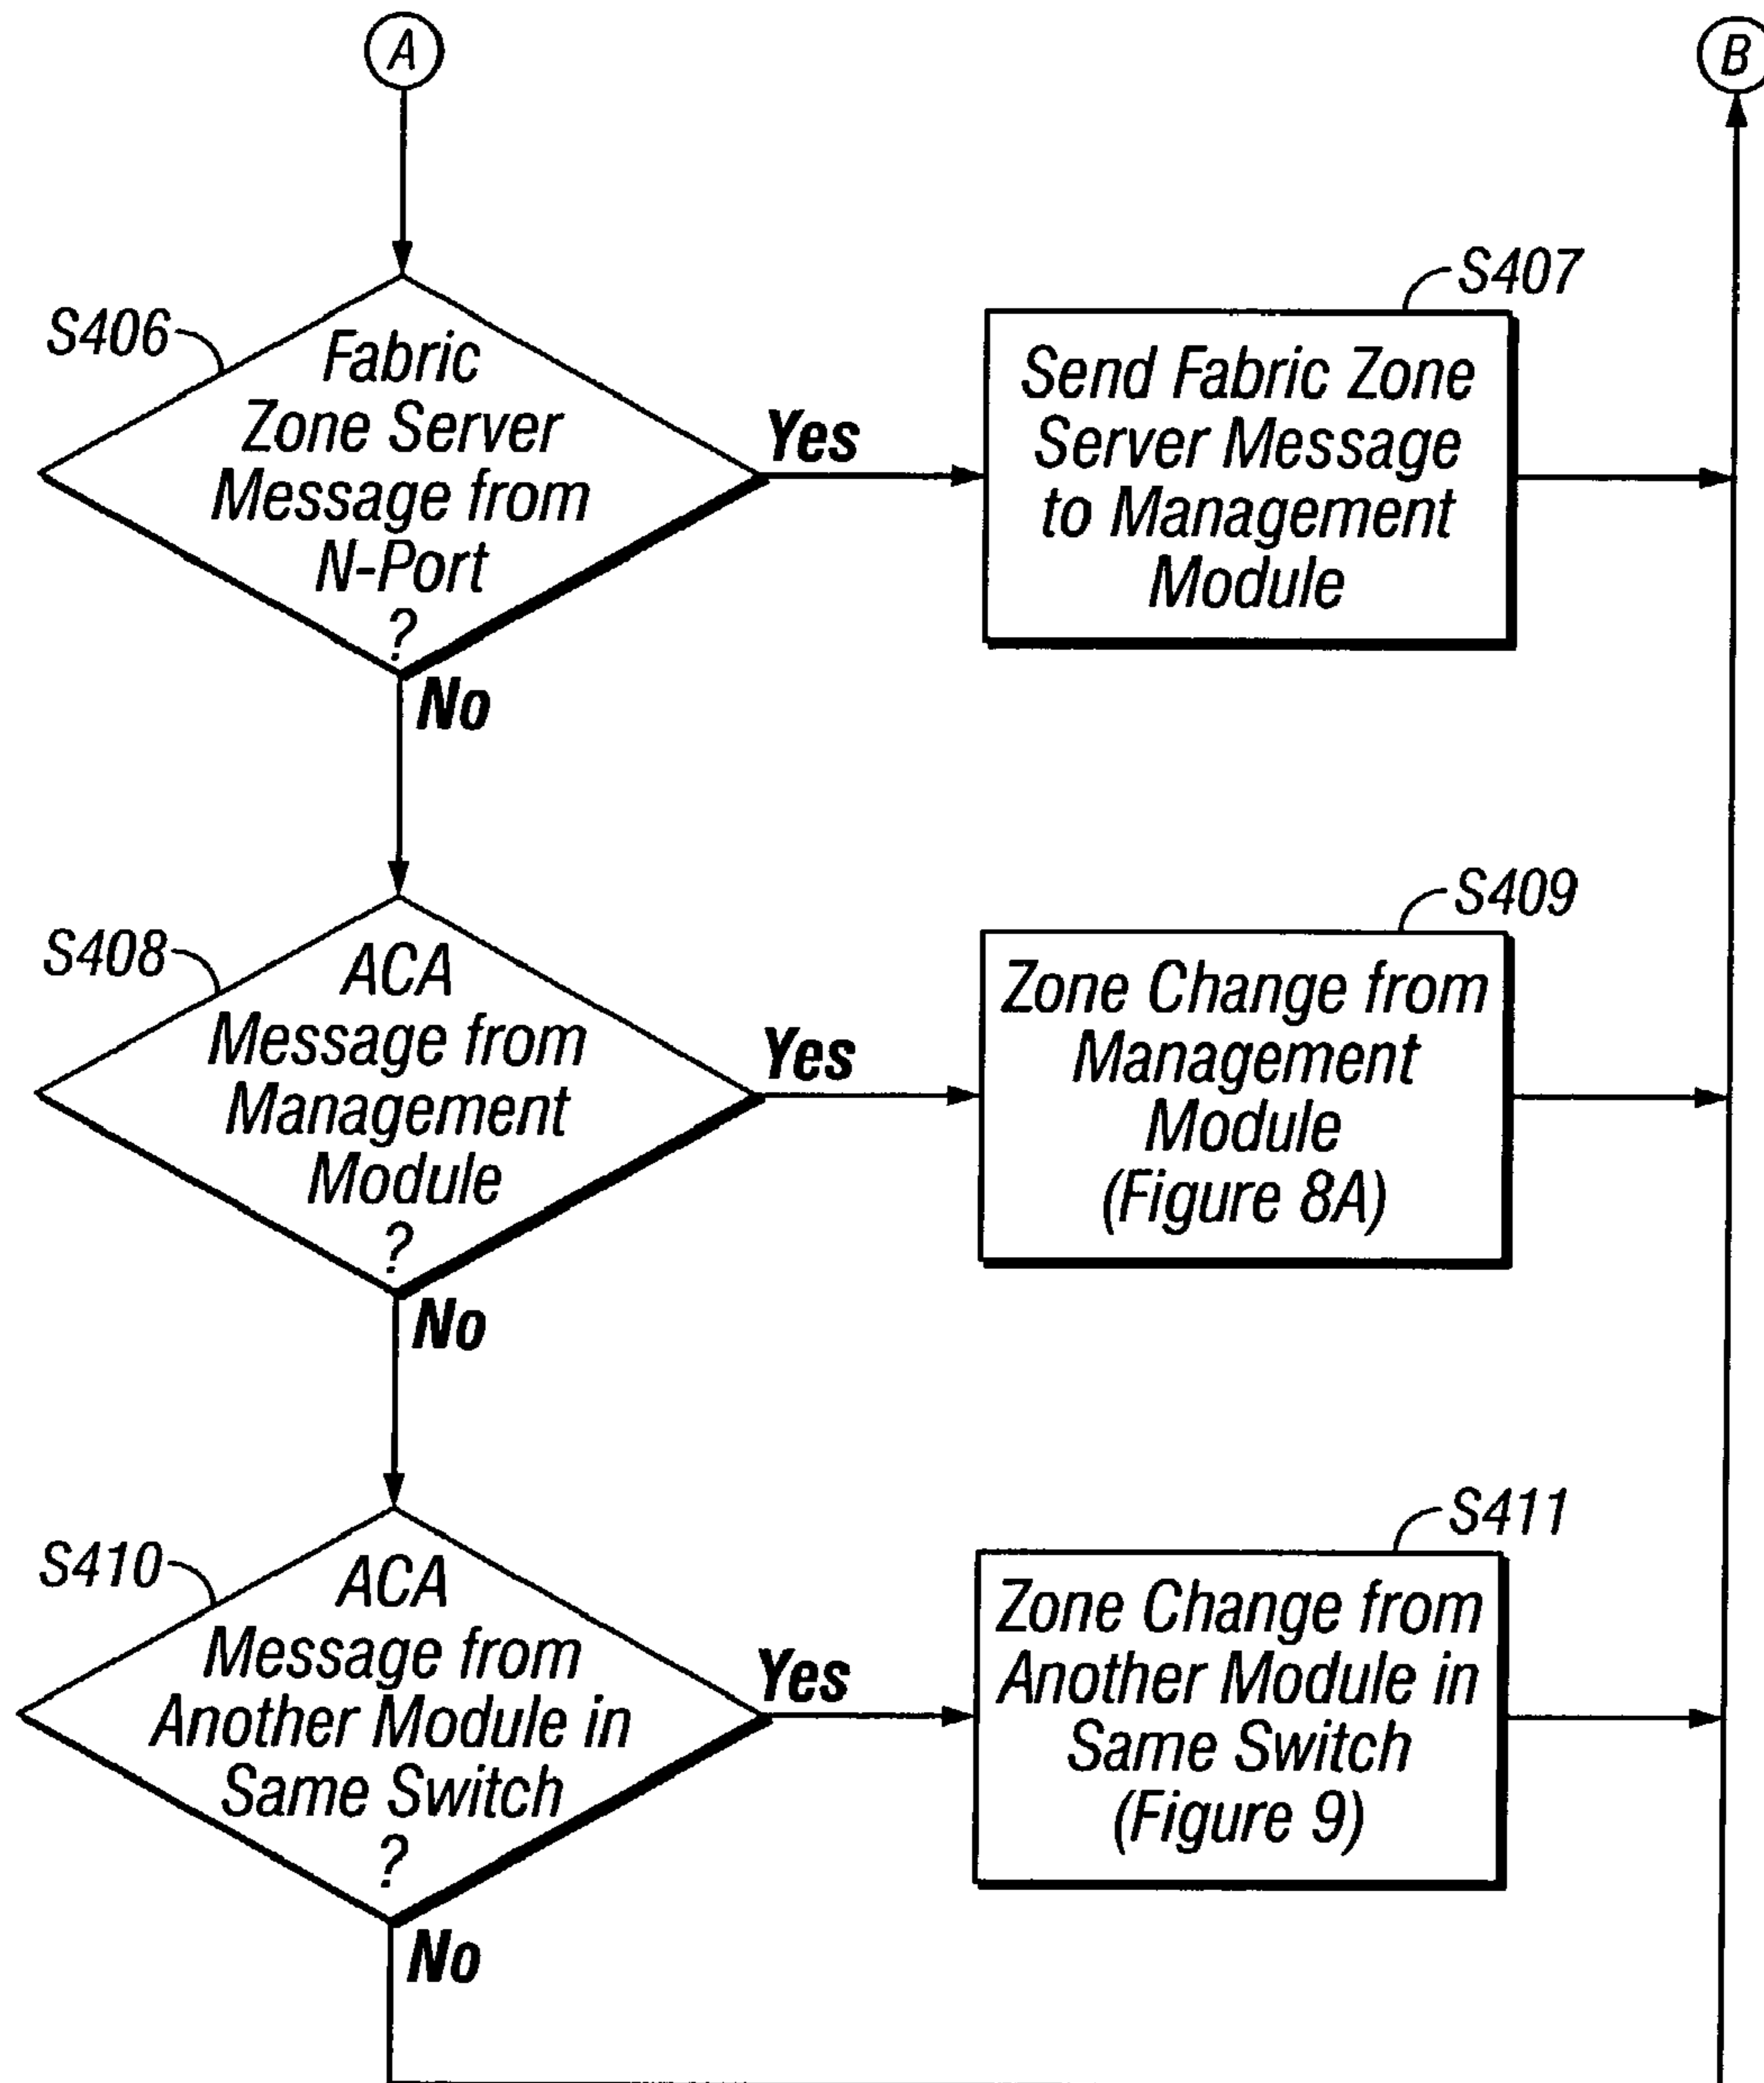 A
B
S406
Fabric
Zone Server
Message from
N-Port
?
Yes
No
S407
Send Fabric Zone
Server Message
to Management
Module
S408
ACA
Message from
Management
Module
?
Yes
No
S409
Zone Change from
Management
Module
(Figure 8A)
S410
ACA
Message from
Another Module in
Same Switch
?
Yes
No
S411
Zone Change from
Another Module in
Same Switch
(Figure 9)